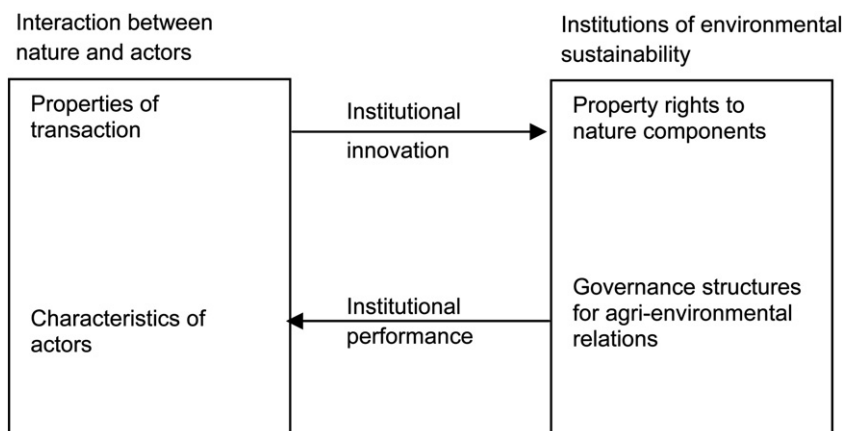 Interaction between
nature and actors
Institutions of environmental
sustainability
Properties of
transaction
Institutional
innovation
Property rights to
nature components
Characteristics of
actors
Institutional
performance
Governance structures
for agri-environmental
relations